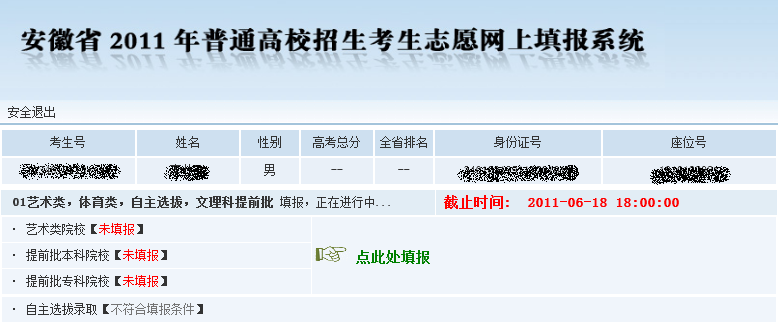 安徽省 2011 年普通高校招生考生志愿网上填报系统
安全退出
考生号 姓名 性别 高考总分 全省排名 身份证号 座位号
男 -- --
01艺术类，体育类，自主选拔，文理科提前批 填报，正在进行中... 截止时间： 2011-06-18 18:00:00
· 艺术类院校【未填报】
· 提前批本科院校【未填报】
点此处填报
· 提前批专科院校【未填报】
· 自主选拔录取【不符合填报条件】